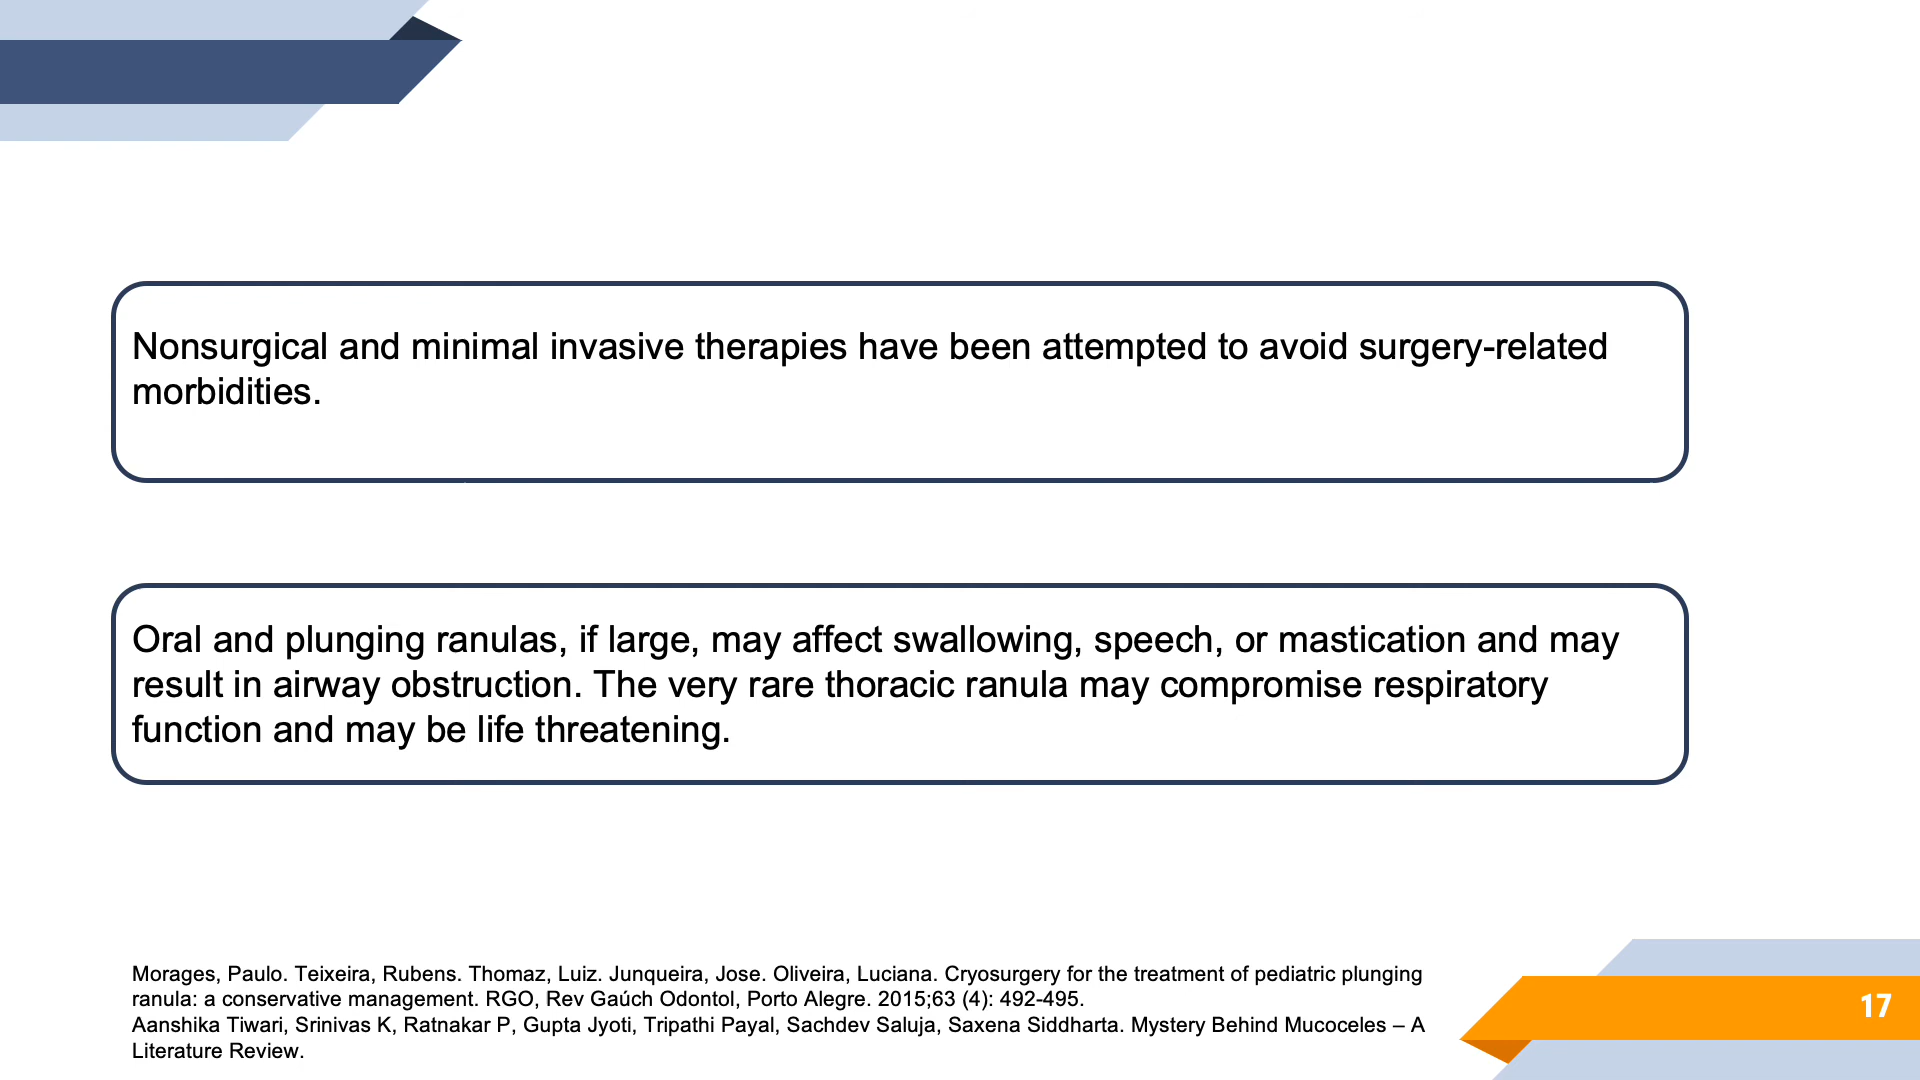 Nonsurgical and minimal invasive therapies have been attempted to avoid surgery-related
morbidities.
Oral and plunging ranulas, if large, may affect swallowing, speech, or mastication and may
result in airway obstruction. The very rare thoracic ranula may compromise respiratory
function and may be life threatening.
Morages, Paulo. Teixeira, Rubens. Thomaz, Luiz. Junqueira, Jose. Oliveira, Luciana. Cryosurgery for the treatment of pediatric plunging
ranula: a conservative management. RGO, Rev Gaúch Odontol, Porto Alegre. 2015;63 (4): 492-495.
Aanshika Tiwari, Srinivas K, Ratnakar P, Gupta Jyoti, Tripathi Payal, Sachdev Saluja, Saxena Siddharta. Mystery Behind Mucoceles – A
Literature Review.
17